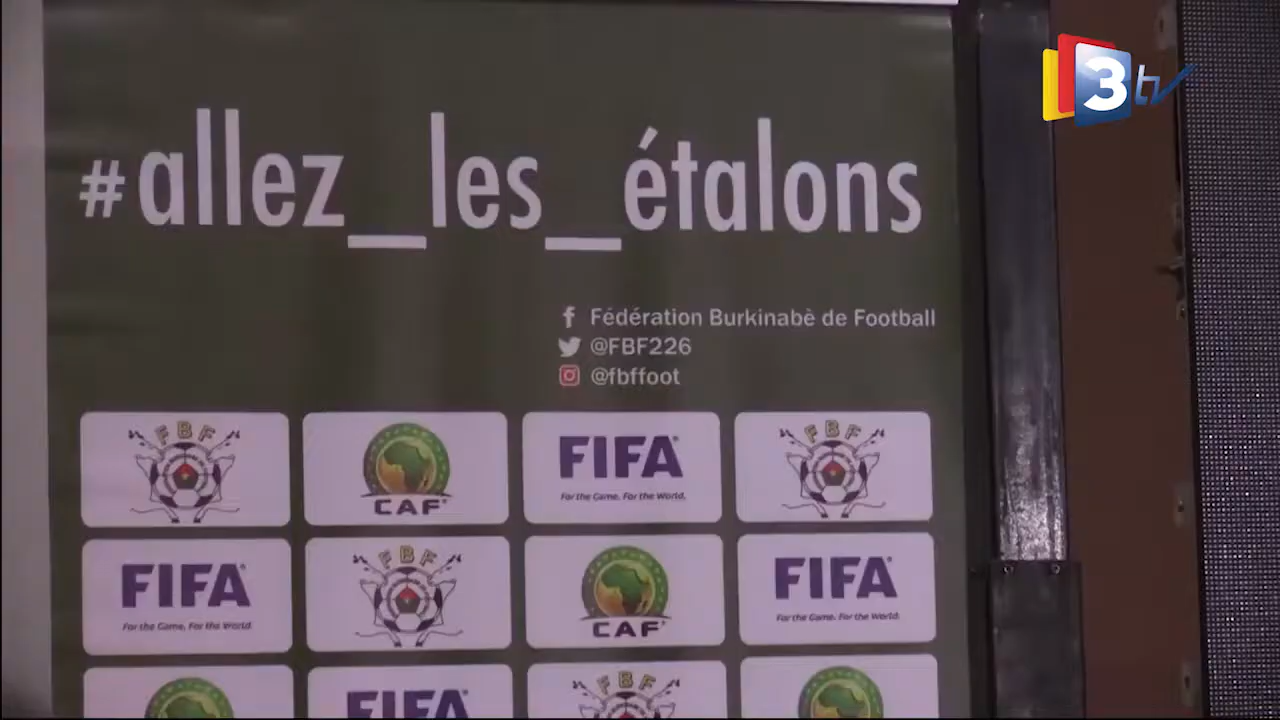 3tv
#allez_les_étalons
Fédération Burkinabè de Football
@FBF226
@fbffoot
FBF
CAF
FIFA
For the Game. For the World.
FBF
FIFA
For the Game. For the World.
FBF
CAF
FIFA
For the Game. For the World.
FIFA
FBF